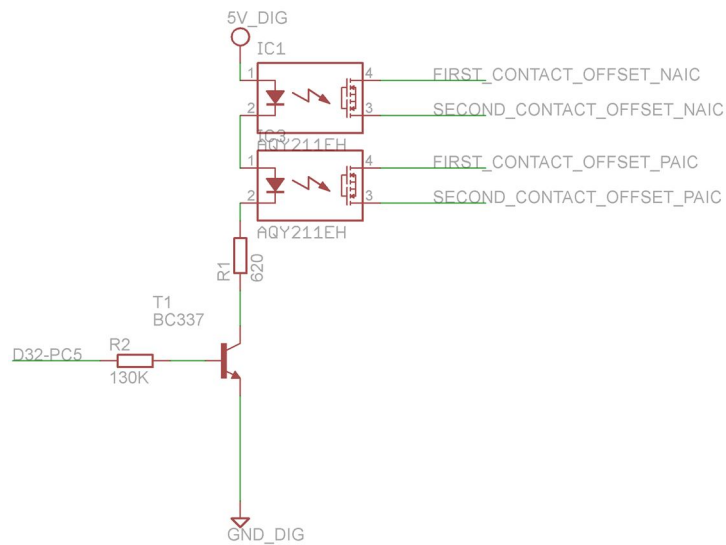 5V_DIG
IC1
1
4
FIRST_CONTACT_OFFSET_NAIC
2
3
SECOND_CONTACT_OFFSET_NAIC
IC3
AQY211EH
1
4
FIRST_CONTACT_OFFSET_PAIC
2
3
SECOND_CONTACT_OFFSET_PAIC
AQY211EH
R1
620
T1
BC337
D32-PC5
R2
130K
GND_DIG